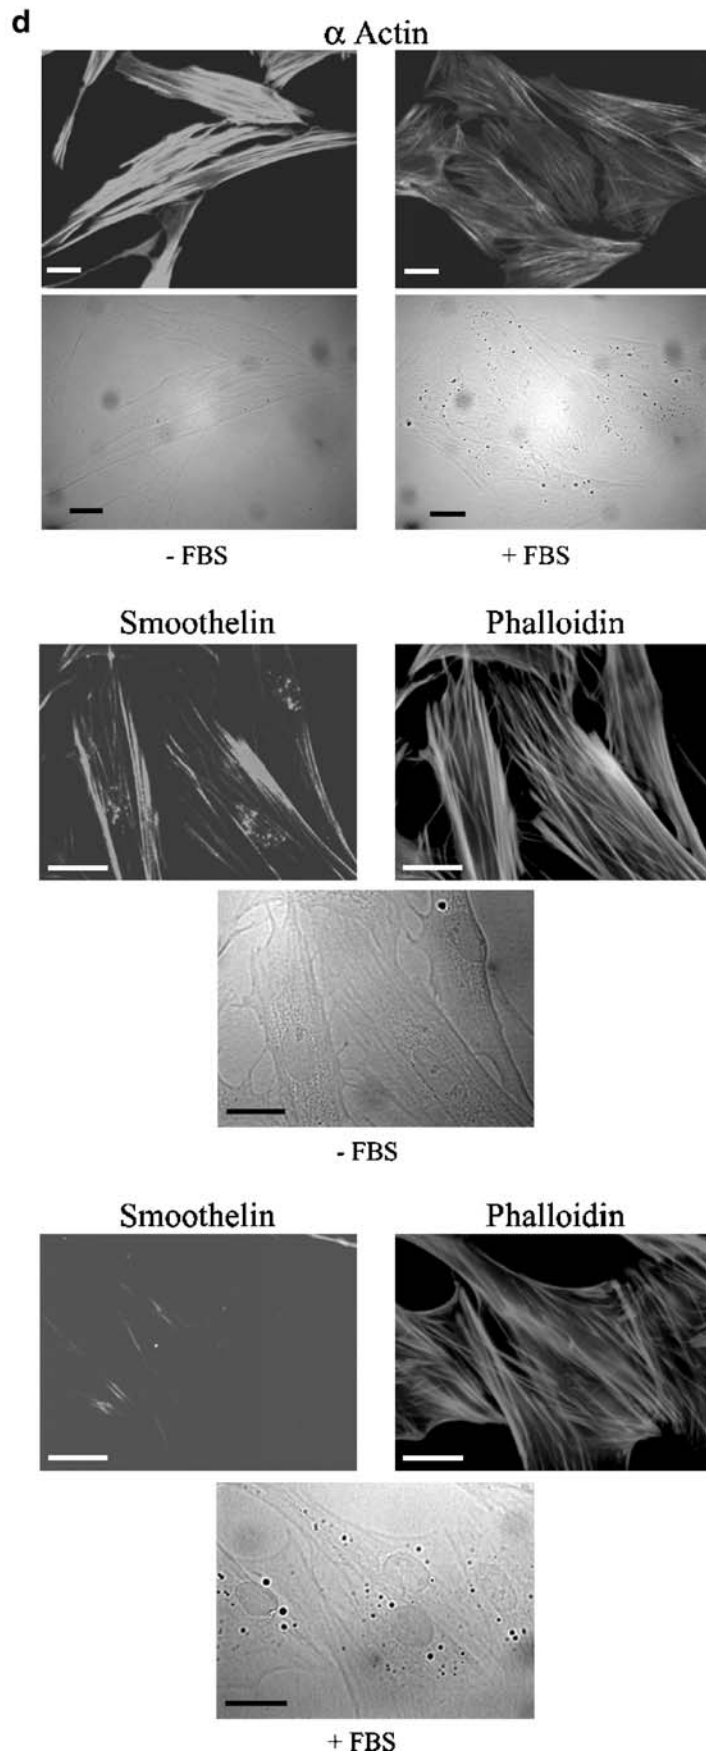 d
α Actin
- FBS
+ FBS
Smoothelin
Phalloidin
- FBS
Smoothelin
Phalloidin
+ FBS